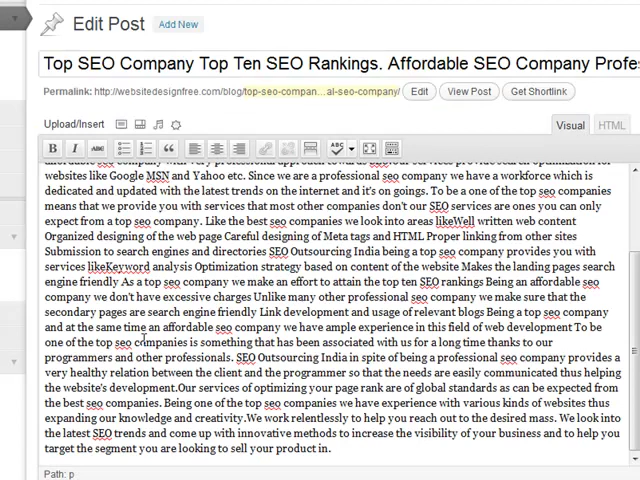 Edit Post Add New
Top SEO Company Top Ten SEO Rankings. Affordable SEO Company Profes
Permalink: http://websitedesignfree.com/blog/top-seo-compan…al-seo-company/ Edit View Post Get Shortlink
Upload/Insert Visual HTML
B I ABC ABC
affordable seo company with very professional approach towards
websites like Google MSN and Yahoo etc. Since we are a professional seo company we have a workforce which is
dedicated and updated with the latest trends on the internet and it's on goings. To be a one of the top seo companies
means that we provide you with services that most other companies don't our SEO services are ones you can only
expect from a top seo company. Like the best seo companies we look into areas likeWell written web content
Organized designing of the web page Careful designing of Meta tags and HTML Proper linking from other sites
Submission to search engines and directories SEO Outsourcing India being a top seo company provides you with
services likeKeyword analysis Optimization strategy based on content of the website Makes the landing pages search
engine friendly As a top seo company we make an effort to attain the top ten SEO rankings Being an affordable seo
company we don't have excessive charges Unlike many other professional seo company we make sure that the
secondary pages are search engine friendly Link development and usage of relevant blogs Being a top seo company
and at the same time an affordable seo company we have ample experience in this field of web development To be
one of the top seo companies is something that has been associated with us for a long time thanks to our
programmers and other professionals. SEO Outsourcing India in spite of being a professional seo company provides a
very healthy relation between the client and the programmer so that the needs are easily communicated thus helping
the website's development.Our services of optimizing your page rank are of global standards as can be expected from
the best seo companies. Being one of the top seo companies we have experience with various kinds of websites thus
expanding our knowledge and creativity.We work relentlessly to help you reach out to the desired mass. We look into
the latest SEO trends and come up with innovative methods to increase the visibility of your business and to help you
target the segment you are looking to sell your product in.
Path: p